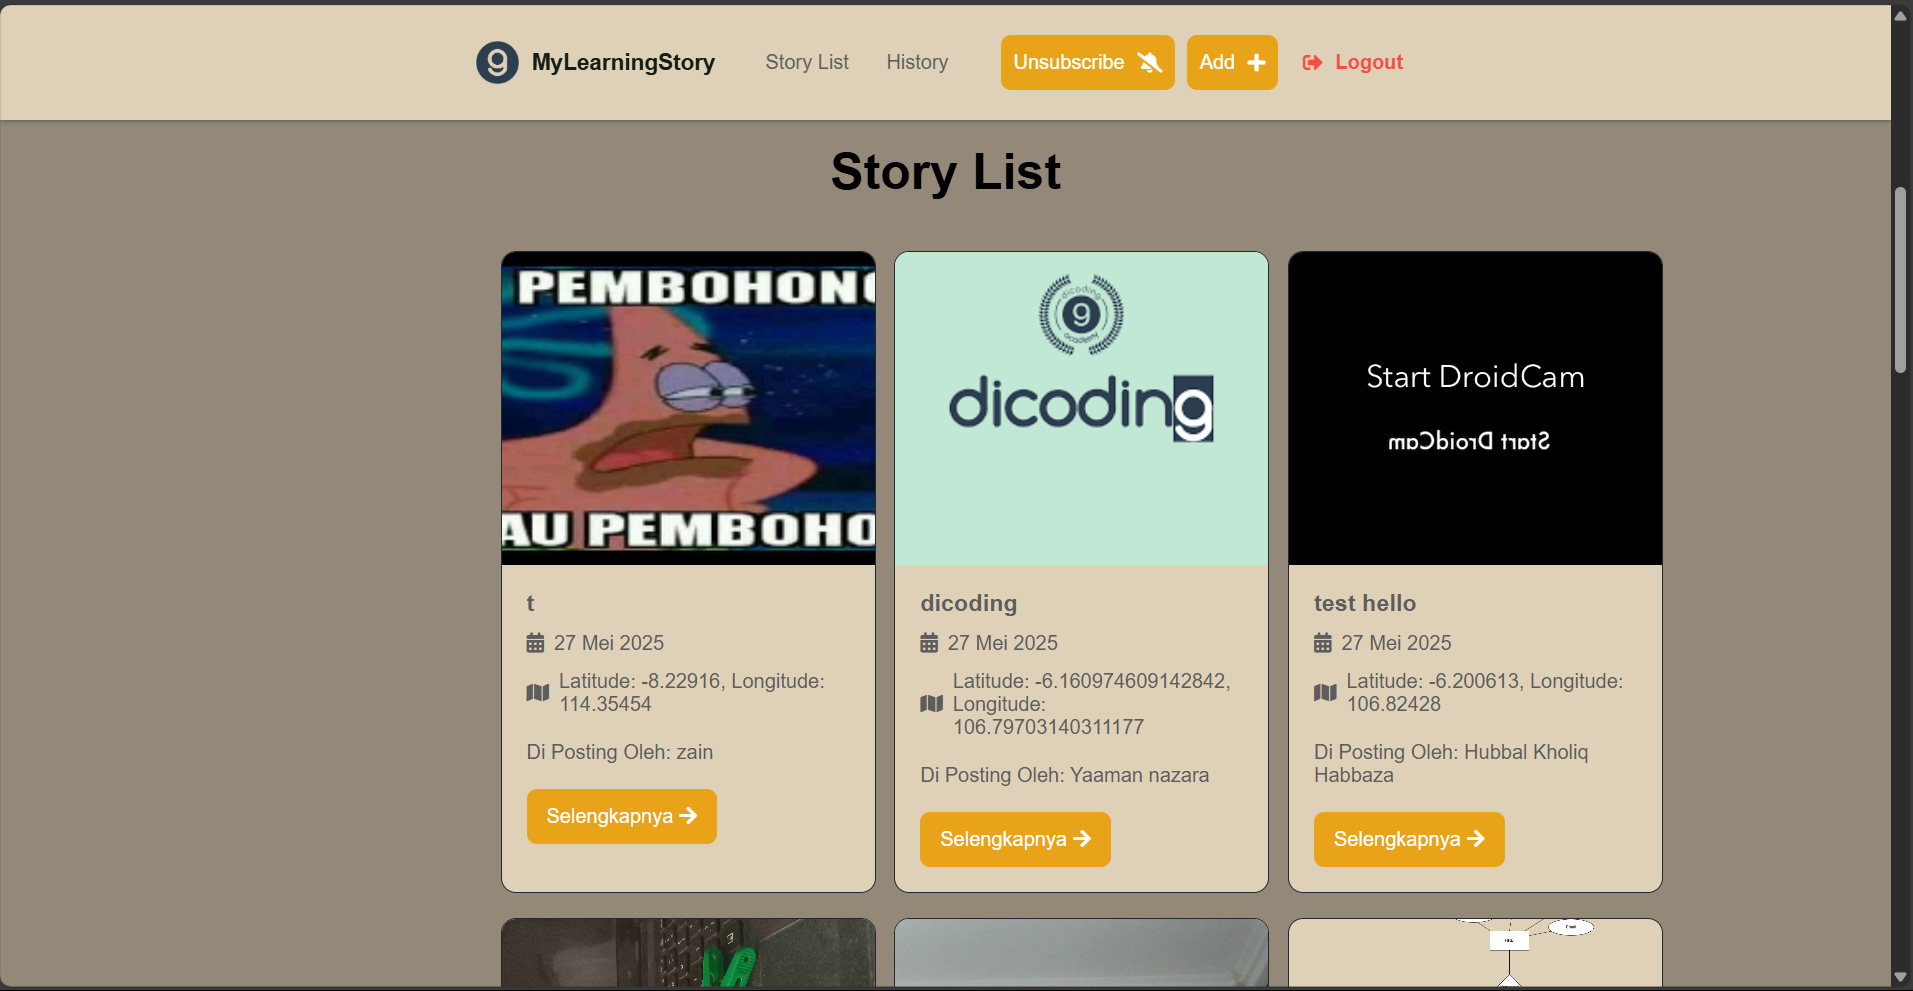 MyLearningStory
Story List
History
Unsubscribe
Add
Logout
Story List
PEMBOHONG
AU PEMBOHO
dicoding
g
academy
dicoding
Start DroidCam
Start DroidCam
t
27 Mei 2025
Latitude: -8.22916, Longitude:
114.35454
Di Posting Oleh: zain
Selengkapnya
dicoding
27 Mei 2025
Latitude: -6.160974609142842,
Longitude:
106.79703140311177
Di Posting Oleh: Yaaman nazara
Selengkapnya
test hello
27 Mei 2025
Latitude: -6.200613, Longitude:
106.82428
Di Posting Oleh: Hubbal Kholiq
Habbaza
Selengkapnya